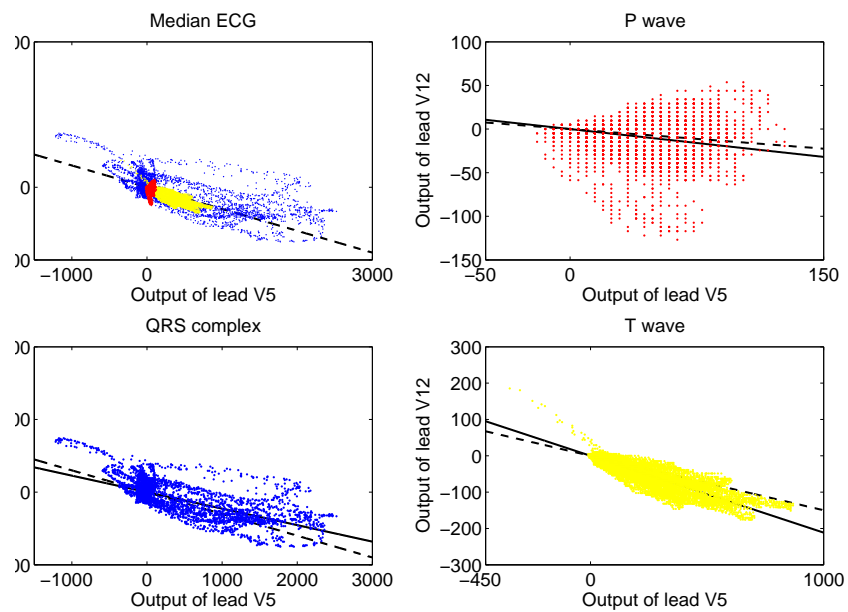 Median ECG
00
0
00
−1000 0 3000
Output of lead V5
P wave
Output of lead V12
100
50
0
−50
−100
−150
−50 0 150
Output of lead V5
QRS complex
00
0
00
−1000 0 1000 2000 3000
Output of lead V5
T wave
Output of lead V12
300
200
100
0
−100
−200
−300
−450 0 1000
Output of lead V5